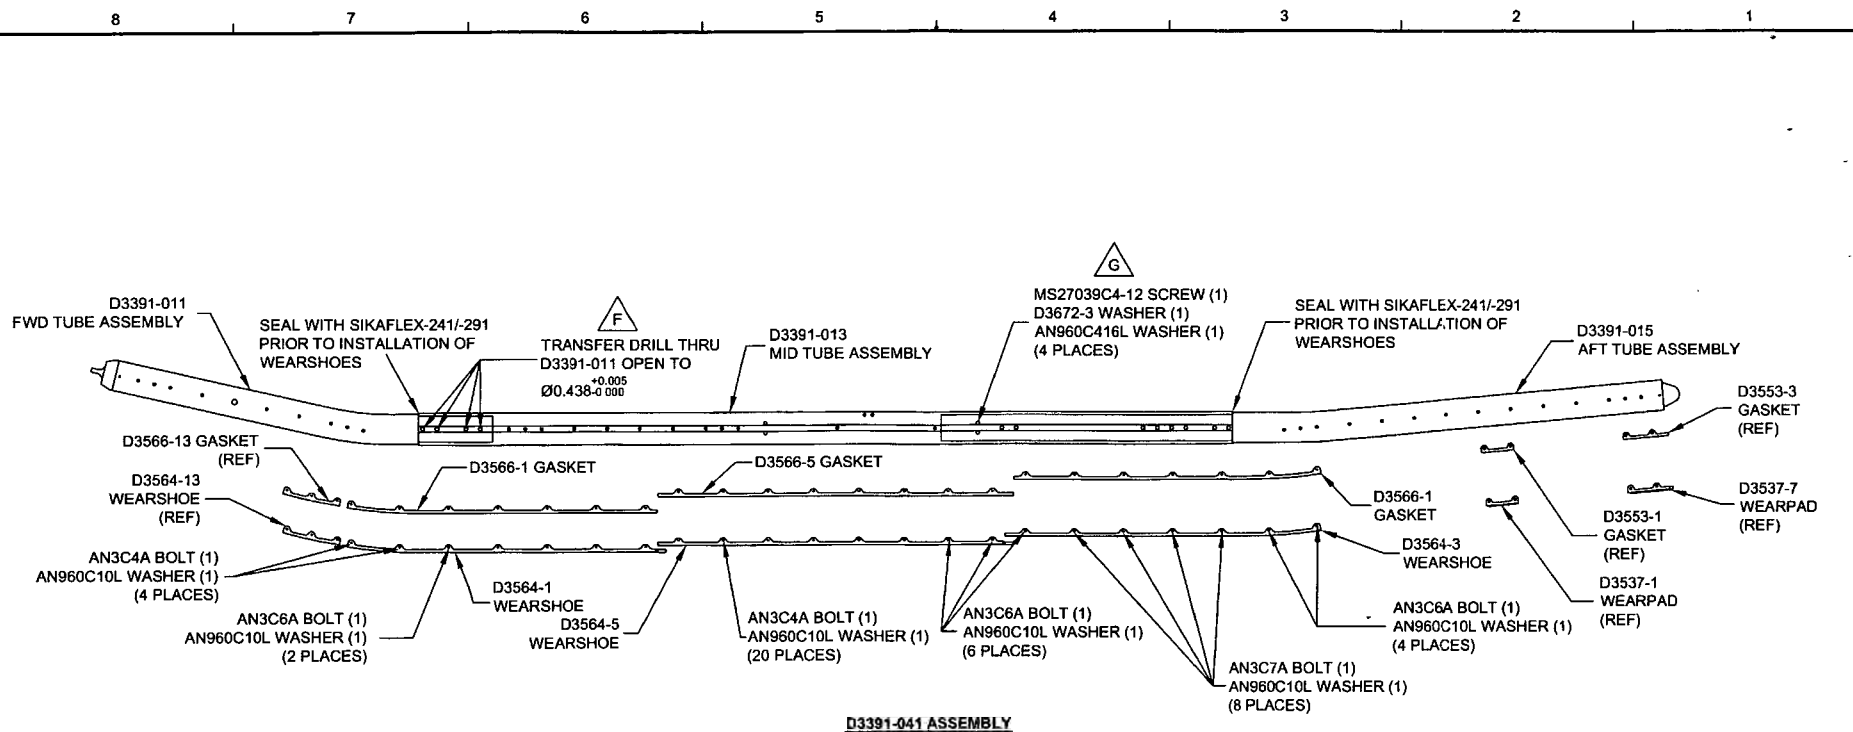 8 7 6 5 4 3 2 1
G
F
D3391-011
FWD TUBE ASSEMBLY
SEAL WITH SIKAFLEX-241/-291
PRIOR TO INSTALLATION OF
WEARSHOES
TRANSFER DRILL THRU
D3391-011 OPEN TO
Ø0.438 +0.005 -0.000
D3391-013
MID TUBE ASSEMBLY
MS27039C4-12 SCREW (1)
D3672-3 WASHER (1)
AN960C416L WASHER (1)
(4 PLACES)
SEAL WITH SIKAFLEX-241/-291
PRIOR TO INSTALLATION OF
WEARSHOES
D3391-015
AFT TUBE ASSEMBLY
D3553-3
GASKET
(REF)
D3566-13 GASKET
(REF)
D3566-1 GASKET
D3566-5 GASKET
D3566-1
GASKET
D3553-1
GASKET
(REF)
D3537-7
WEARPAD
(REF)
D3564-13
WEARSHOE
(REF)
AN3C4A BOLT (1)
AN960C10L WASHER (1)
(4 PLACES)
AN3C6A BOLT (1)
AN960C10L WASHER (1)
(2 PLACES)
D3564-1
WEARSHOE
D3564-5
WEARSHOE
AN3C4A BOLT (1)
AN960C10L WASHER (1)
(20 PLACES)
AN3C6A BOLT (1)
AN960C10L WASHER (1)
(6 PLACES)
AN3C7A BOLT (1)
AN960C10L WASHER (1)
(8 PLACES)
D3564-3
WEARSHOE
AN3C6A BOLT (1)
AN960C10L WASHER (1)
(4 PLACES)
D3537-1
WEARPAD
(REF)
D3391-041 ASSEMBLY